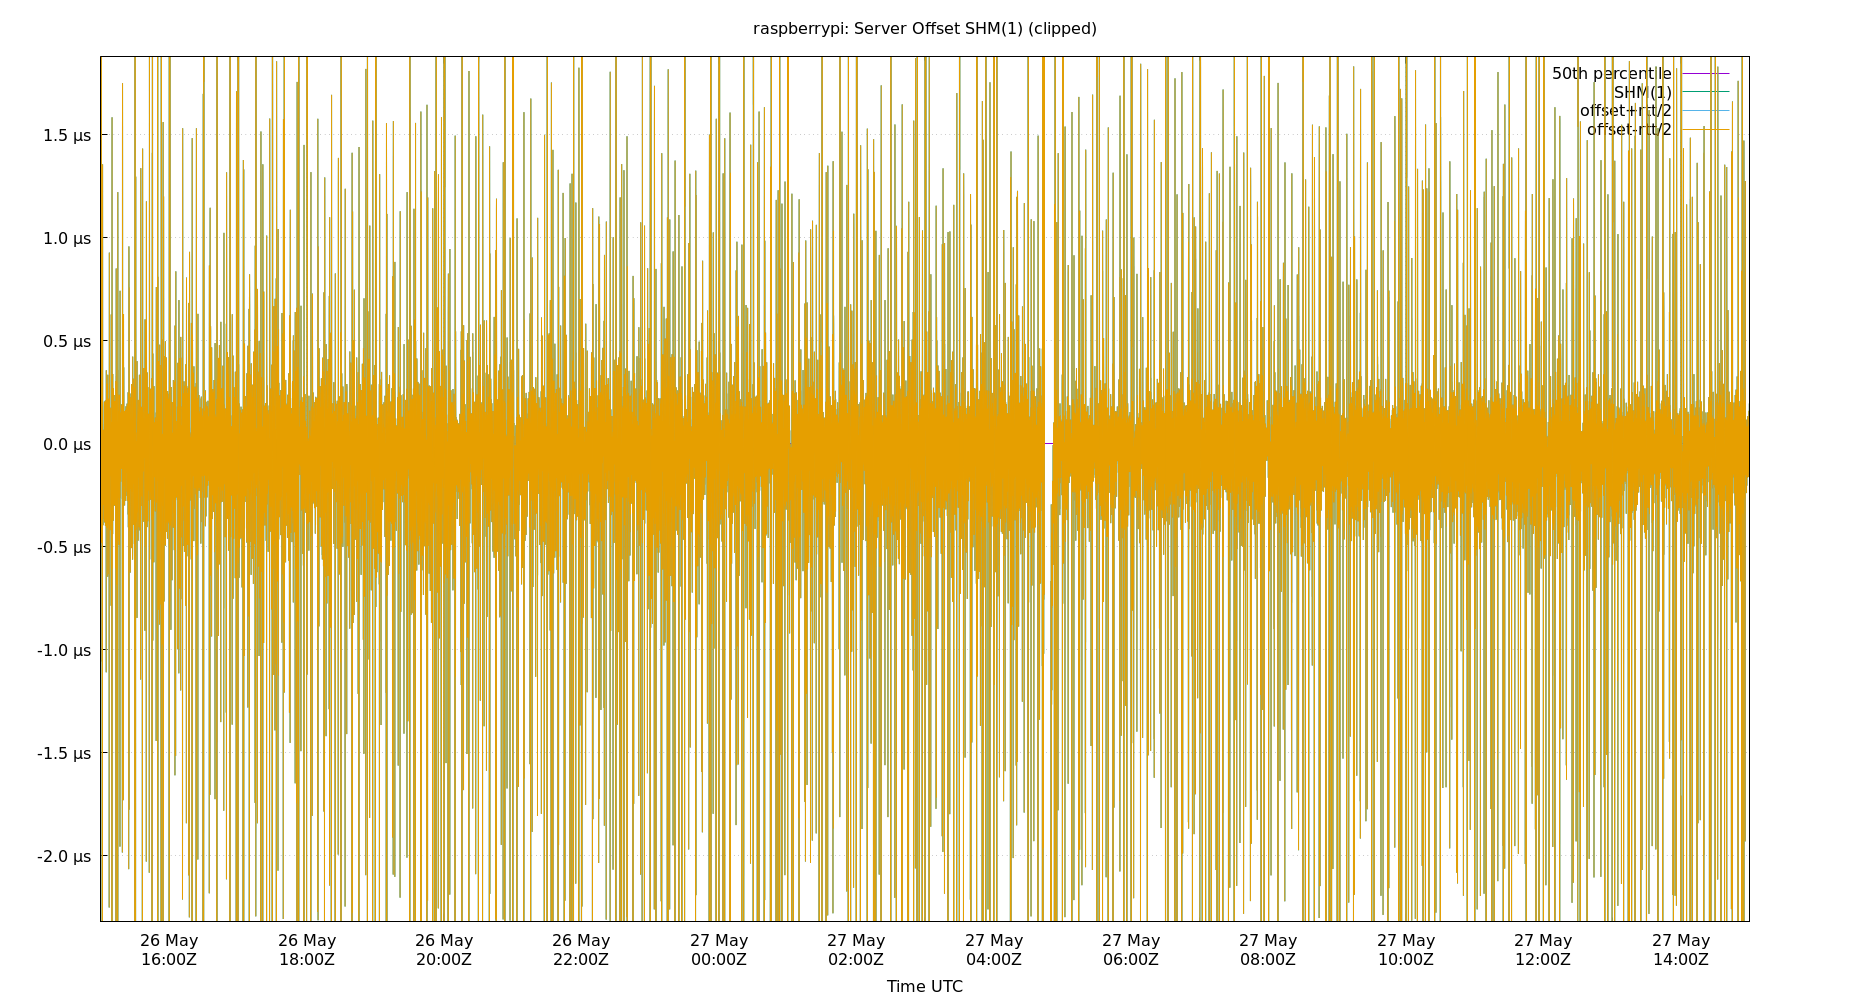 raspberrypi: Server Offset SHM(1) (clipped)
50th percentile
SHM(1)
offset+rtt/2
offset-rtt/2
1.5 µs
1.0 µs
0.5 µs
0.0 µs
-0.5 µs
-1.0 µs
-1.5 µs
-2.0 µs
26 May 26 May 26 May 26 May 27 May 27 May 27 May 27 May 27 May 27 May 27 May 27 May
16:00Z 18:00Z 20:00Z 22:00Z 00:00Z 02:00Z 04:00Z 06:00Z 08:00Z 10:00Z 12:00Z 14:00Z
Time UTC